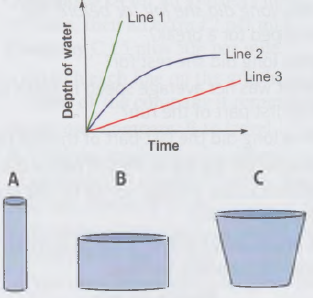 Line 1
Line 2
Line 3
Depth of water
Time
A
B
C